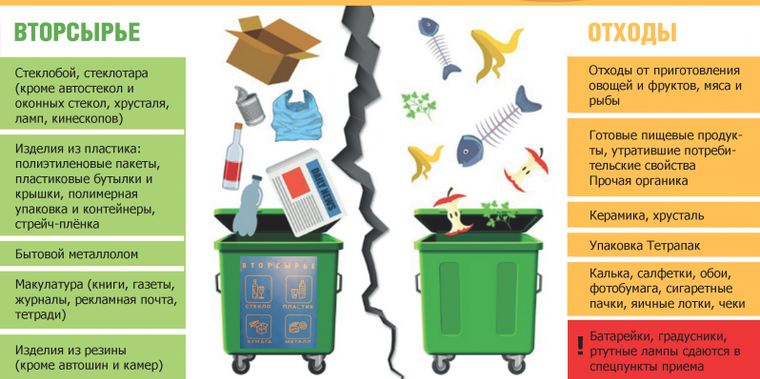 ВТОРСЫРЬЕ
Стеклобой, стеклотара
(кроме автостекол и
оконных стекол, хрусталя,
ламп, кинескопов)
Изделия из пластика:
полиэтиленовые пакеты,
пластиковые бутылки и
крышки, полимерная
упаковка и контейнеры,
стрейч-плёнка
Бытовой металлолом
Макулатура (книги, газеты,
журналы, рекламная почта,
тетради)
Изделия из резины
(кроме автошин и камер)
DAILY NEWS
ВТОРСЫРЬЕ
СТЕКЛО ПЛАСТИК
БУМАГА МЕТАЛЛ
ОТХОДЫ
Отходы от приготовления
овощей и фруктов, мяса и
рыбы
Готовые пищевые продук-
ты, утратившие потреби-
тельские свойства
Прочая органика
Керамика, хрусталь
Упаковка Тетрапак
Калька, салфетки, обои,
фотобумага, сигаретные
пачки, яичные лотки, чеки
! Батарейки, градусники,
ртутные лампы сдаются в
спецпункты приема